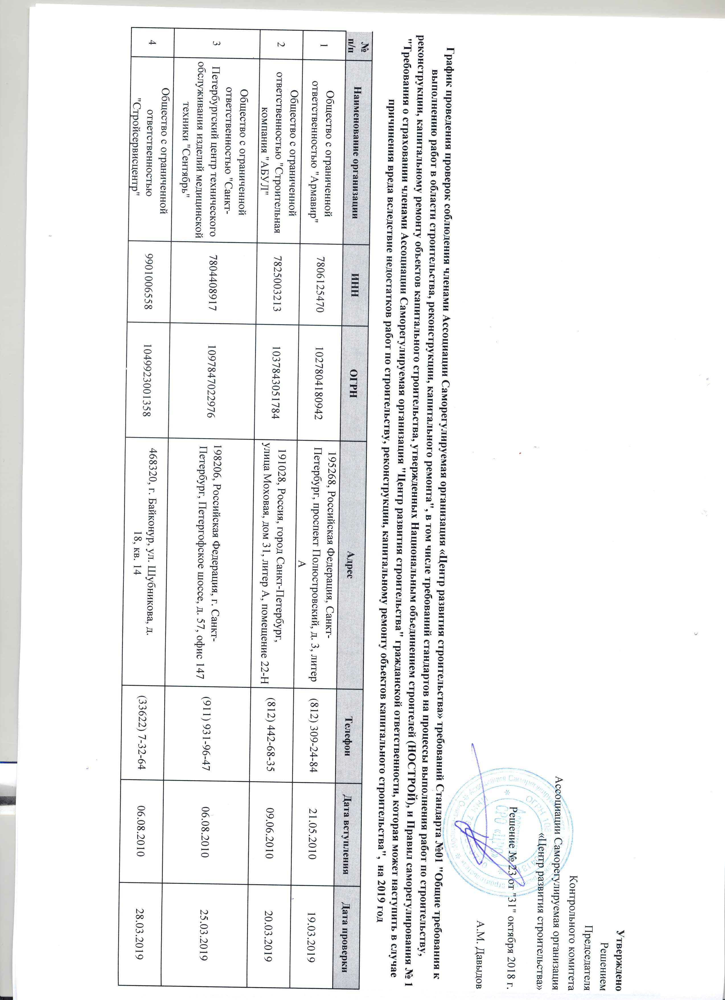 Утверждено
Решением
Председателя
Контрольного комитета
Ассоциации Саморегулируемая организация
«Центр развития строительства»
Решение № 23 от "31" октября 2018 г.
А.М. Давыдов
Ассоциация
СРО «ЦРС»
График проведения проверок соблюдения членами Ассоциации Саморегулируемая организация «Центр развития строительства» требований Стандарта №01 "Общие требования к
выполнению работ в области строительства, реконструкции, капитального ремонта", в том числе требований стандартов на процессы выполнения работ по строительству,
реконструкции, капитальному ремонту объектов капитального строительства, утвержденных Национальным объединением строителей (НОСТРОЙ), и Правил саморегулирования № 1
"Требования о страховании членами Ассоциации Саморегулируемая организация "Центр развития строительства" гражданской ответственности, которая может наступить в случае
причинения вреда вследствие недостатков работ по строительству, реконструкции, капитальному ремонту объектов капитального строительства", на 2019 год
№ п/п Наименование организации ИНН ОГРН Адрес Телефон Дата вступления Дата проверки
1
Общество с ограниченной
ответственностью "Армавир"
7806125470
1027804180942
195268, Российская Федерация, Санкт-
Петербург, проспект Полюстровский, д. 3, литер
А
(812) 309-24-84
21.05.2010
19.03.2019
2
Общество с ограниченной
ответственностью "Строительная
компания "АБУЛ"
7825003213
1037843051784
191028, Россия, город Санкт-Петербург,
улица Моховая, дом 31, литер А, помещение 22-Н
(812) 442-68-35
09.06.2010
20.03.2019
3
Общество с ограниченной
ответственностью "Санкт-
Петербургский центр технического
обслуживания изделий медицинской
техники "Сентябрь"
7804408917
1097847022976
198206, Российская Федерация, г. Санкт-
Петербург, Петергофское шоссе, д. 57, офис 147
(911) 931-96-47
06.08.2010
25.03.2019
4
Общество с ограниченной
ответственностью
"Стройсервисцентр"
9901006558
1049923001358
468320, г. Байконур, ул. Шубникова, д.
18, кв. 14
(33622) 7-32-64
06.08.2010
28.03.2019